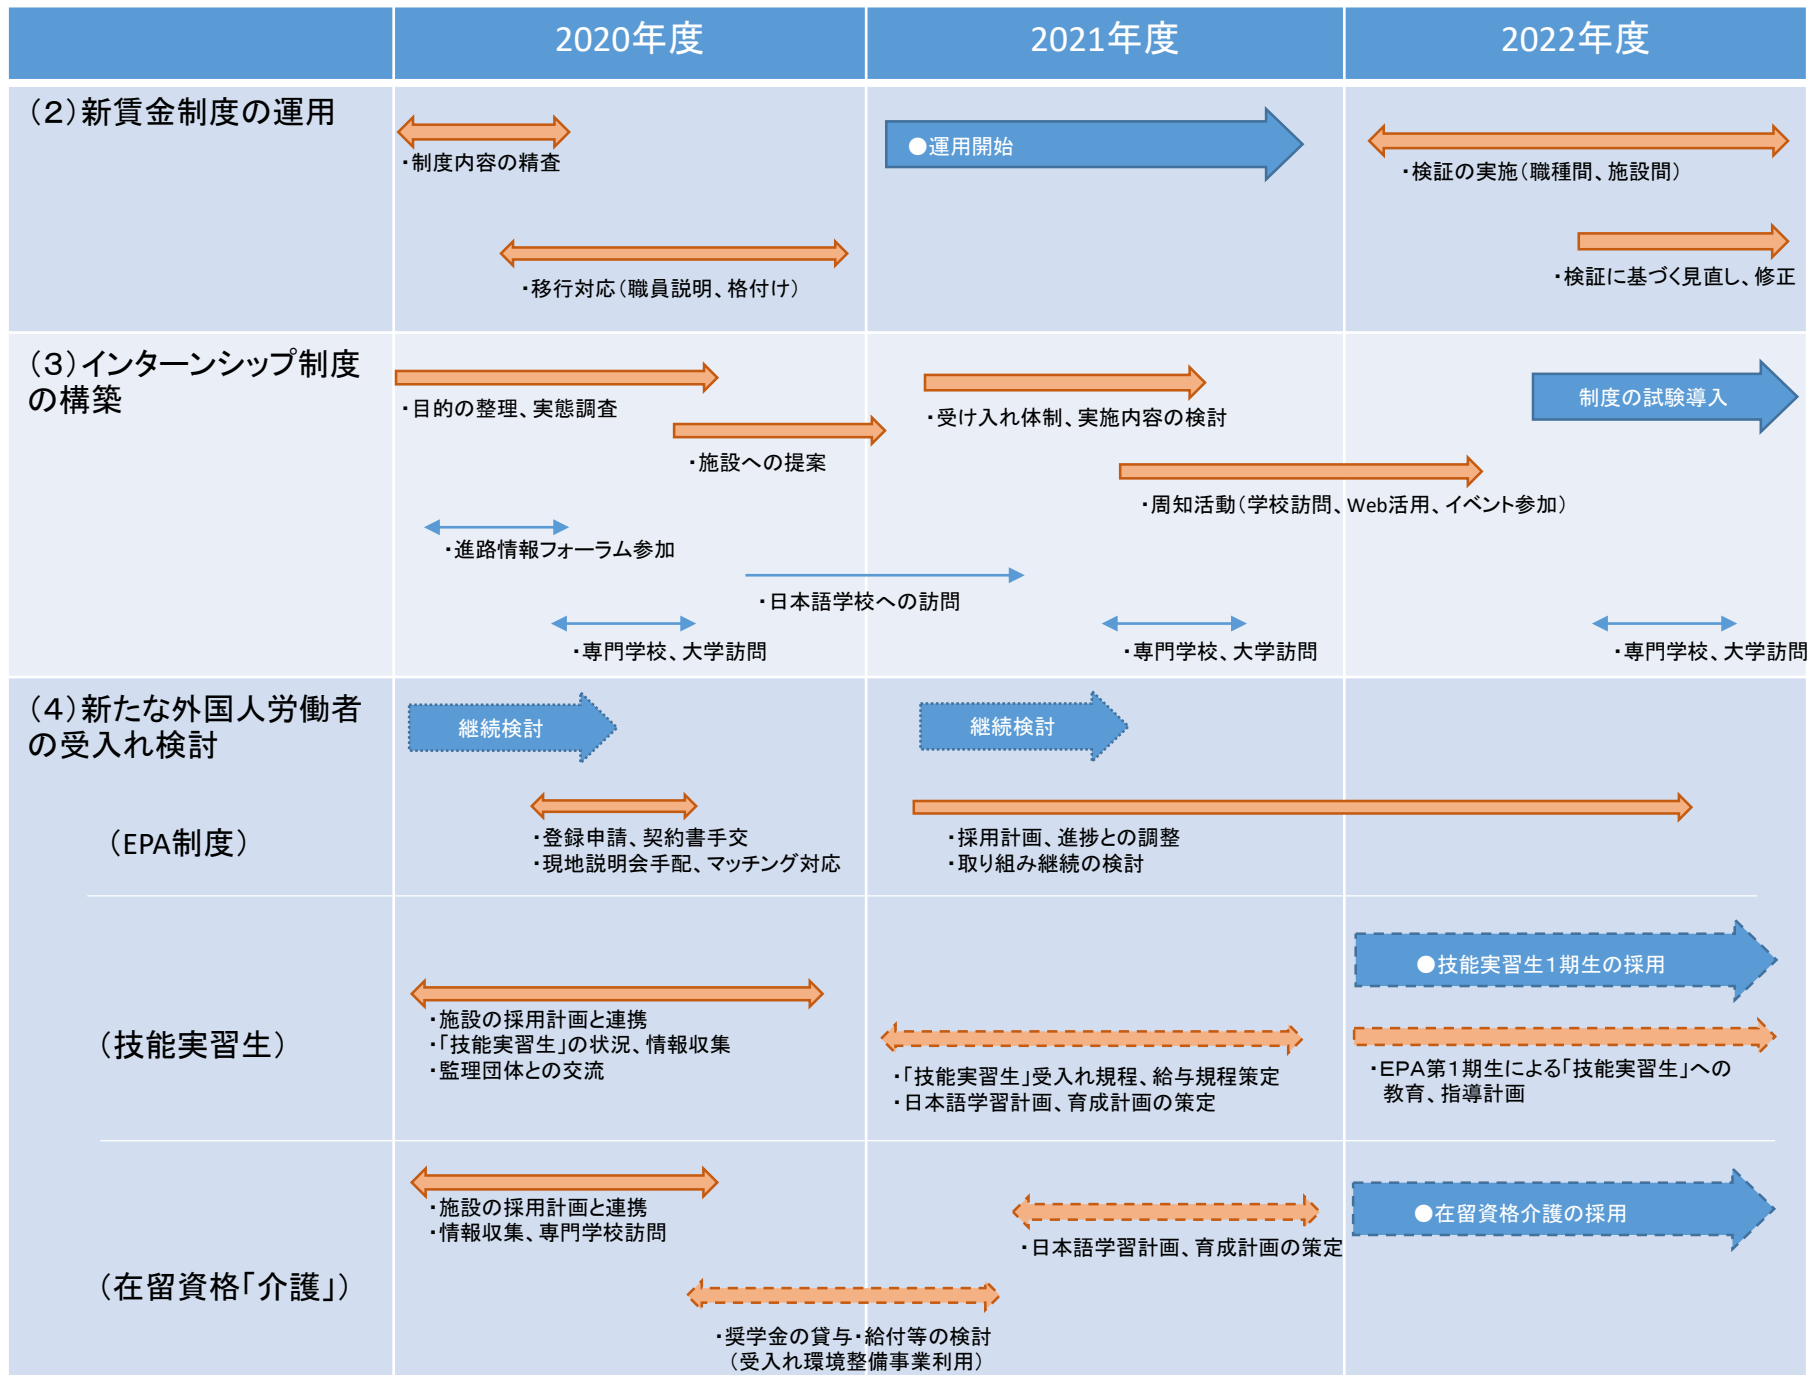 2020年度
2021年度
2022年度
（２）新賃金制度の運用
・制度内容の精査
●運用開始
・検証の実施（職種間、施設間）
・移行対応（職員説明、格付け）
・検証に基づく見直し、修正
（３）インターンシップ制度
の構築
・目的の整理、実態調査
・受け入れ体制、実施内容の検討
制度の試験導入
・施設への提案
・周知活動（学校訪問、Web活用、イベント参加）
・進路情報フォーラム参加
・日本語学校への訪問
・専門学校、大学訪問
・専門学校、大学訪問
・専門学校、大学訪問
（４）新たな外国人労働者
の受入れ検討
継続検討
継続検討
（EPA制度）
・登録申請、契約書手交
・現地説明会手配、マッチング対応
・採用計画、進捗との調整
・取り組み継続の検討
（技能実習生）
・施設の採用計画と連携
・「技能実習生」の状況、情報収集
・監理団体との交流
・「技能実習生」受入れ規程、給与規程策定
・日本語学習計画、育成計画の策定
●技能実習生１期生の採用
・ＥＰＡ第１期生による「技能実習生」への
教育、指導計画
（在留資格「介護」）
・施設の採用計画と連携
・情報収集、専門学校訪問
・日本語学習計画、育成計画の策定
●在留資格介護の採用
・奨学金の貸与・給付等の検討
（受入れ環境整備事業利用）